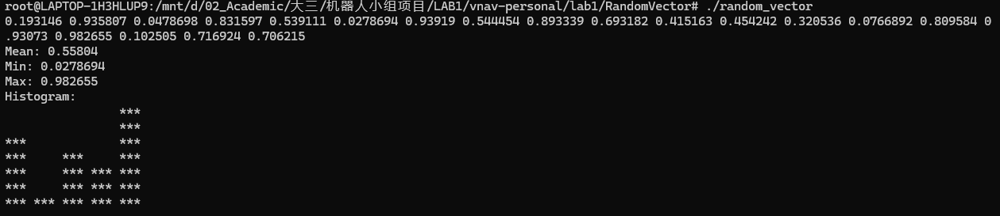 root@LAPTOP-1H3HLUP9:/mnt/d/02_Academic/大三/机器人小组项目/LAB1/vnav-personal/lab1/RandomVector# ./random_vector
0.193146 0.935807 0.0478698 0.831597 0.539111 0.0278694 0.93919 0.544454 0.893339 0.693182 0.415163 0.454242 0.320536 0.0766892 0.809584 0
.93073 0.982655 0.102505 0.716924 0.706215
Mean: 0.55804
Min: 0.0278694
Max: 0.982655
Histogram:
                ***
                ***
***             ***
***     ***     ***
***     *** *** ***
***     *** *** ***
*** *** *** *** ***